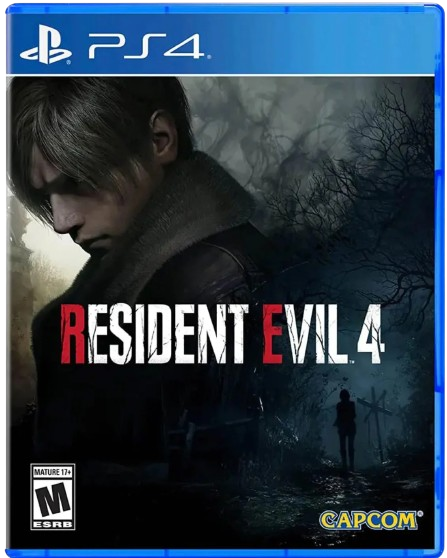 PS4
RESIDENT EVIL 4
MATURE 17+
M
ESRB
CAPCOM